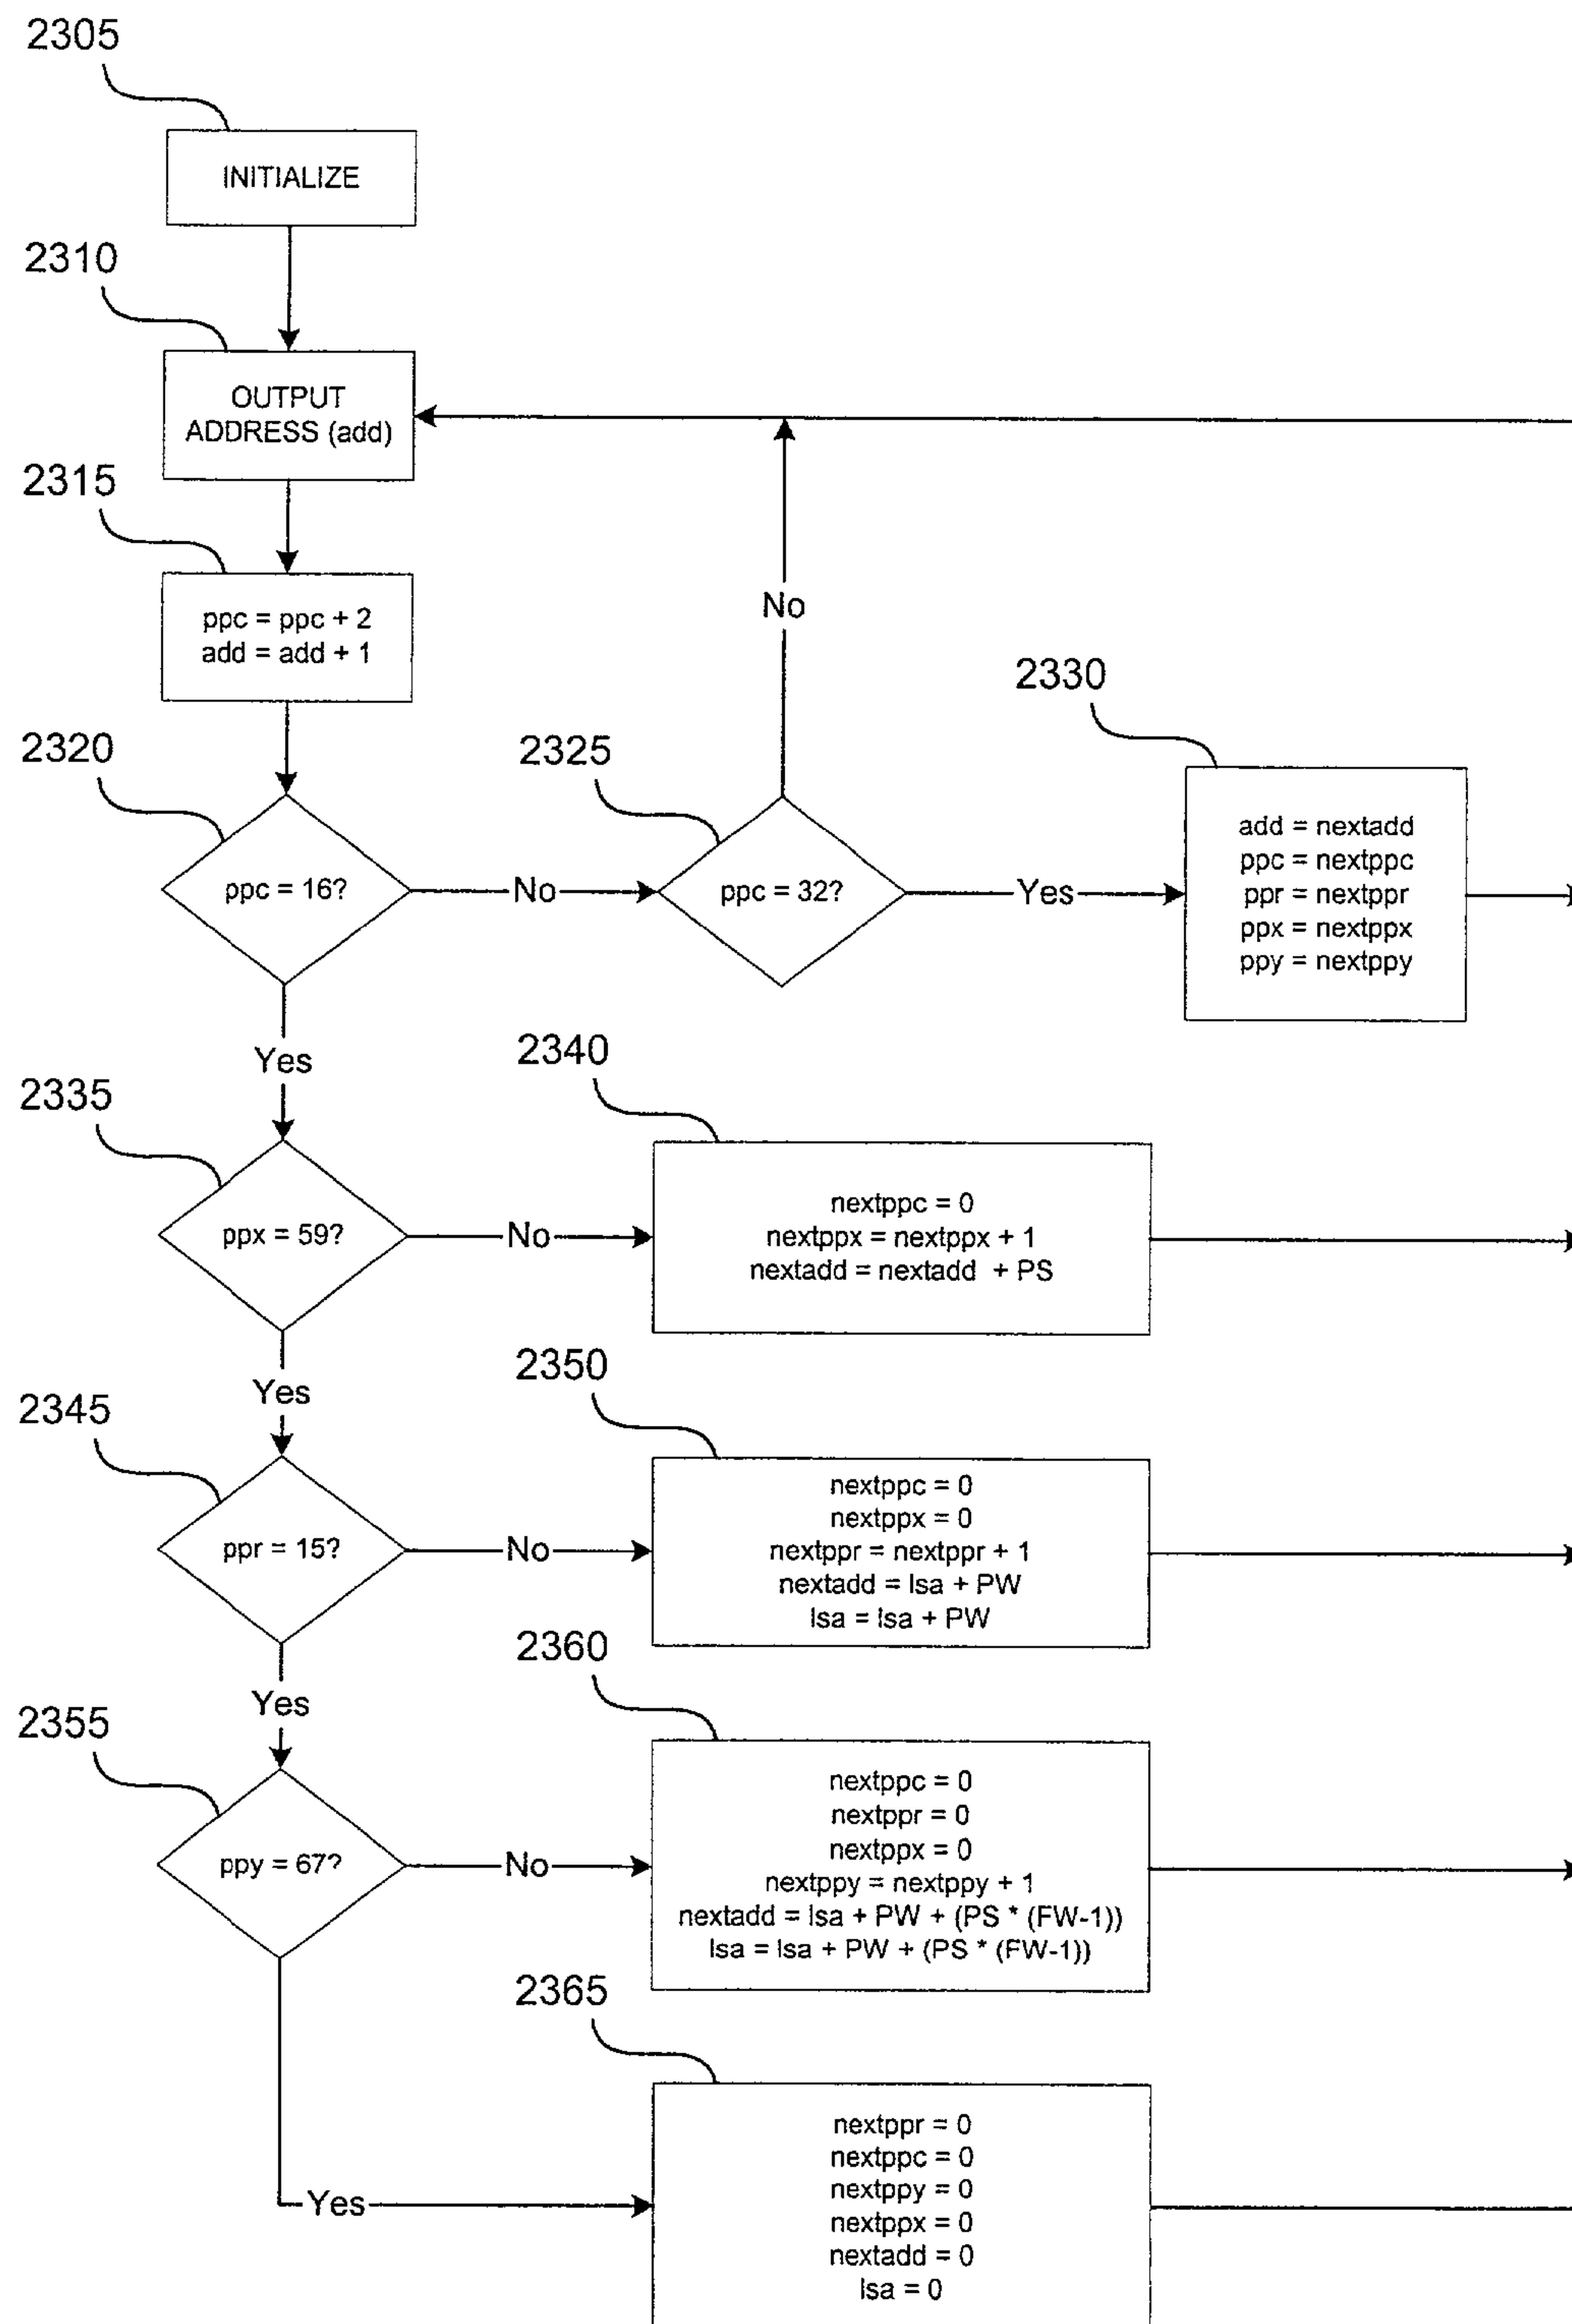 2305
INITIALIZE
2310
OUTPUT
ADDRESS (add)
2315
ppc = ppc + 2
add = add + 1
No
2320
ppc = 16?
No
2325
ppc = 32?
Yes
2330
add = nextadd
ppc = nextppc
ppr = nextppr
ppx = nextppx
ppy = nextppy
Yes
2335
ppx = 59?
No
2340
nextppc = 0
nextppx = nextppx + 1
nextadd = nextadd + PS
Yes
2345
ppr = 15?
No
2350
nextppc = 0
nextppx = 0
nextppr = nextppr + 1
nextadd = lsa + PW
lsa = lsa + PW
Yes
2355
ppy = 67?
No
2360
nextppc = 0
nextppr = 0
nextppx = 0
nextppy = nextppy + 1
nextadd = lsa + PW + (PS * (FW-1))
lsa = lsa + PW + (PS * (FW-1))
Yes
2365
nextppr = 0
nextppc = 0
nextppy = 0
nextppx = 0
nextadd = 0
lsa = 0